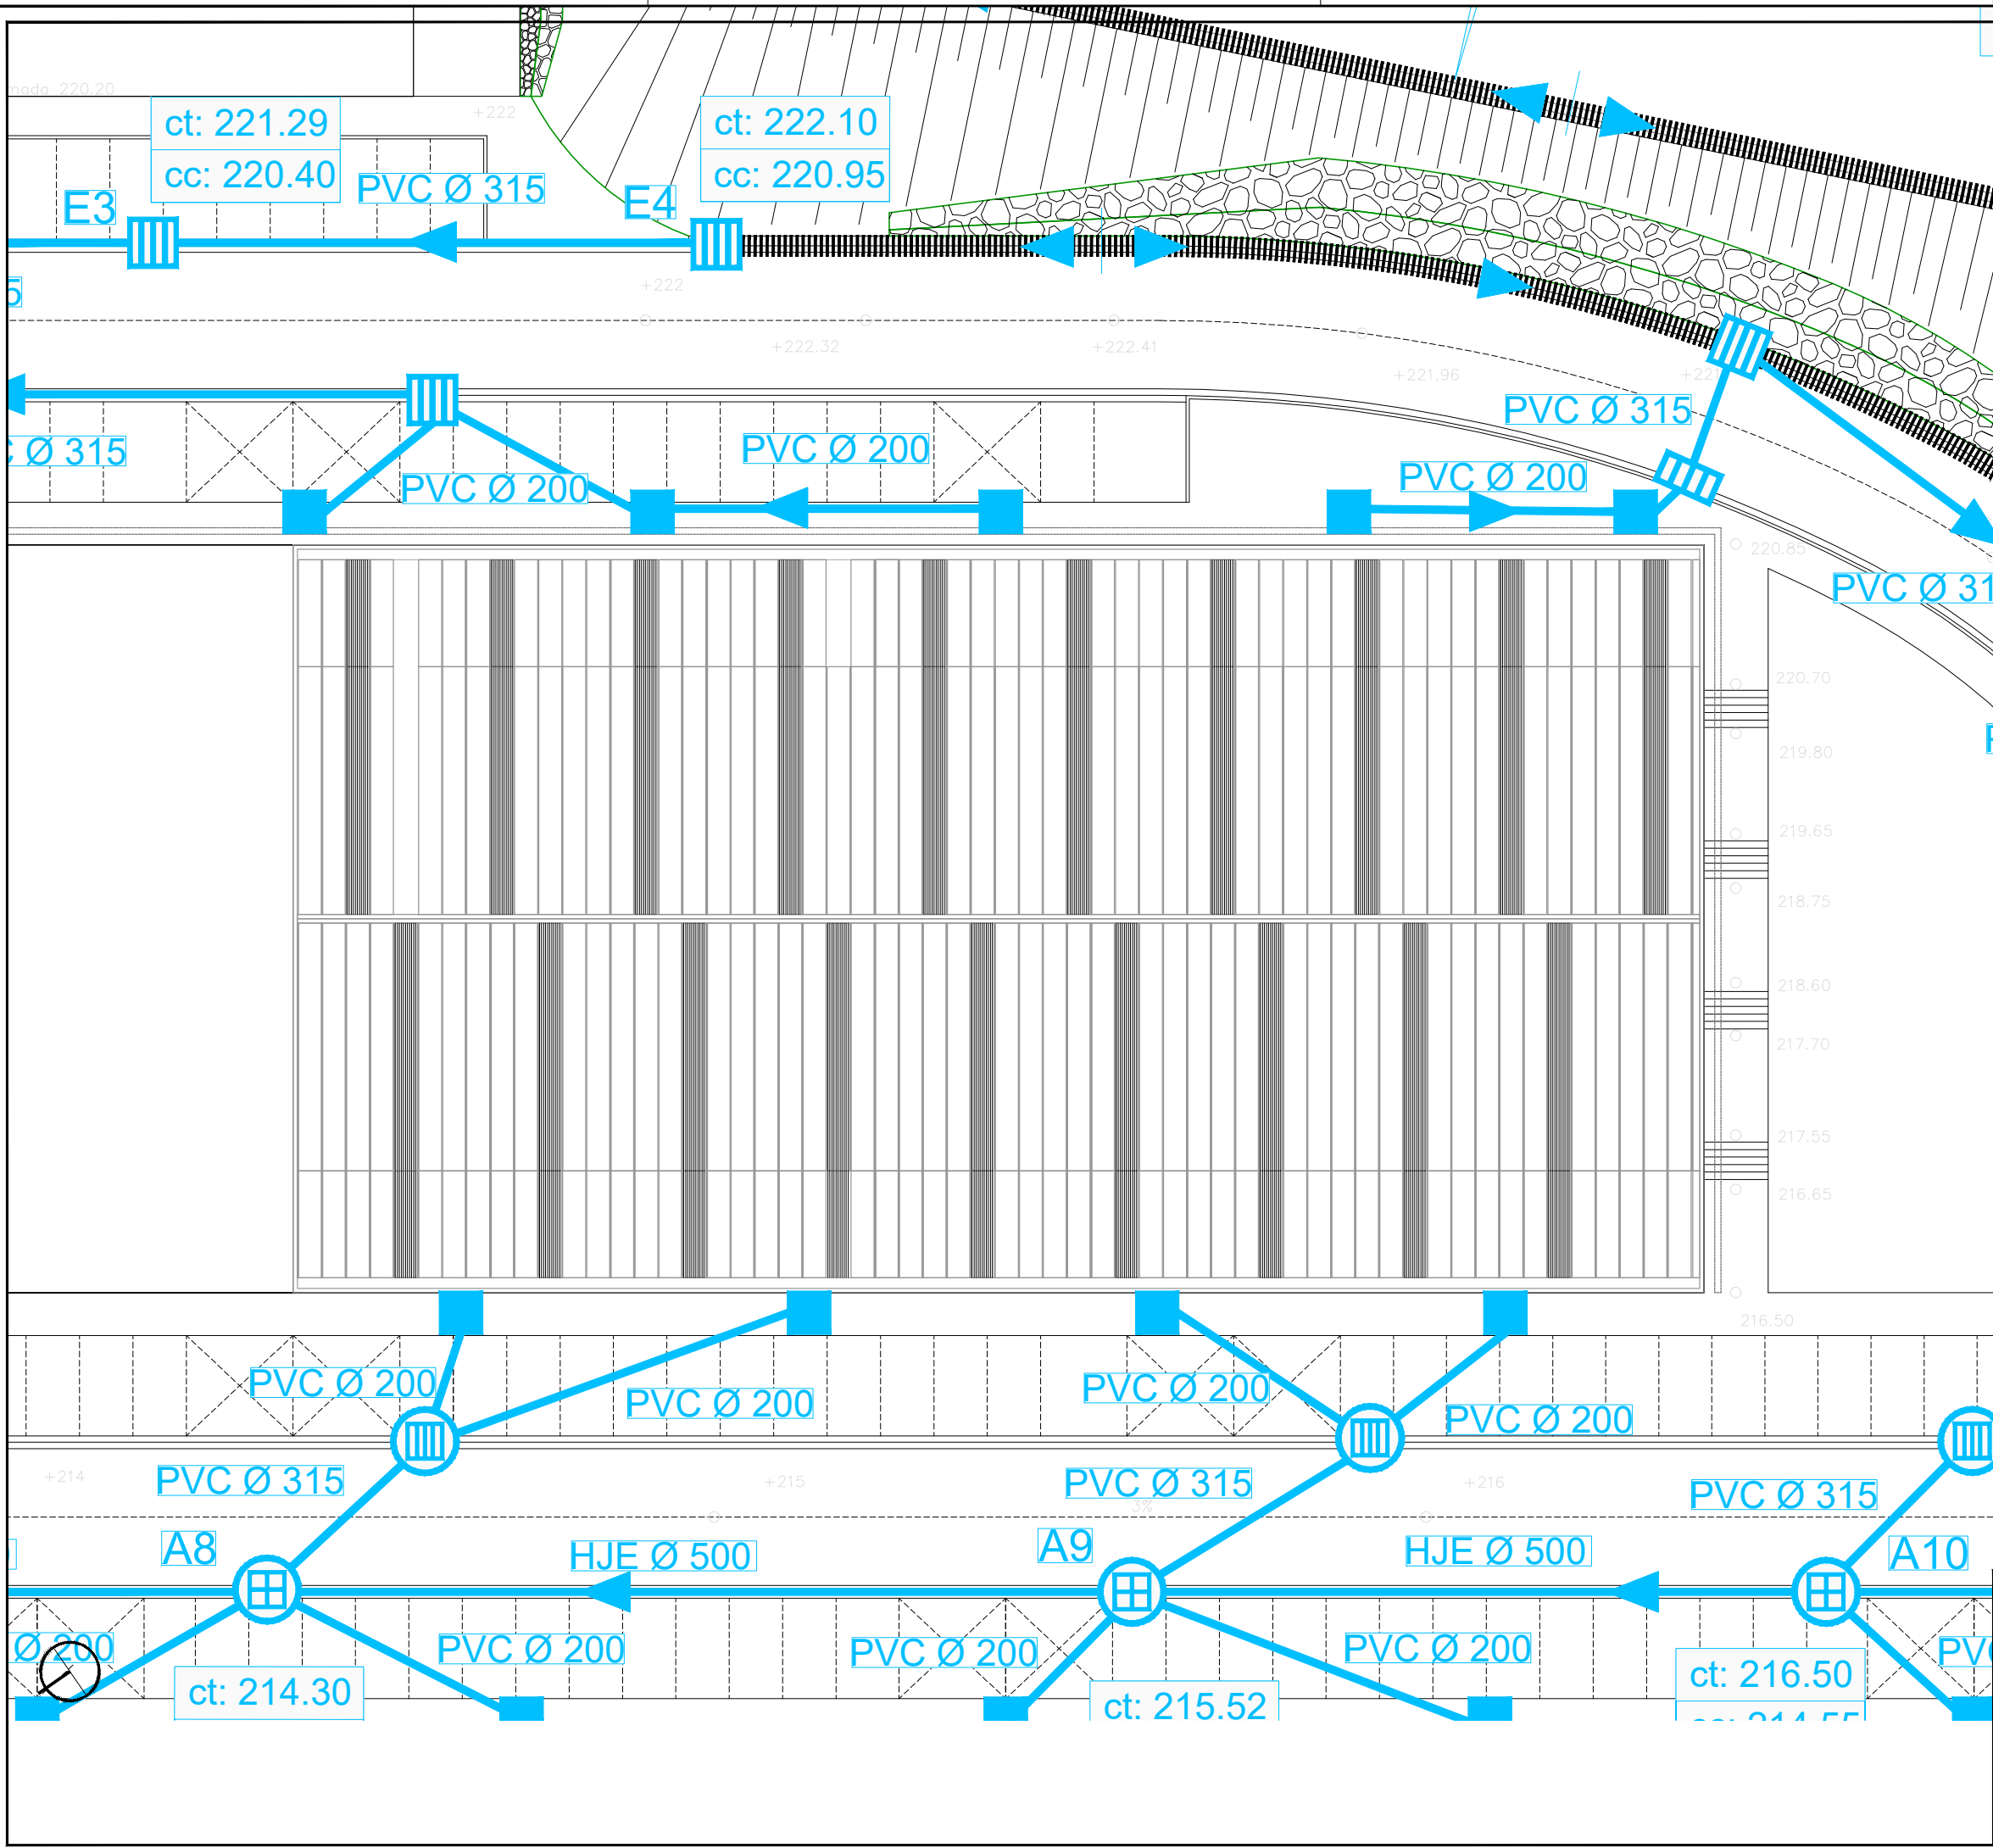 220.20
+222
ct: 221.29
cc: 220.40
ct: 222.10
cc: 220.95
PVC Ø 315
E3
E4
+222
+222.32
+222.41
+221.96
PVC Ø 315
Ø 315
PVC Ø 200
PVC Ø 200
PVC Ø 200
220.85
PVC Ø 31
220.70
219.80
219.65
218.75
218.60
217.70
217.55
216.65
216.50
PVC Ø 200
PVC Ø 200
PVC Ø 200
PVC Ø 200
+214
PVC Ø 315
+215
PVC Ø 315
3%
+216
PVC Ø 315
A8
HJE Ø 500
A9
HJE Ø 500
A10
Ø 200
PVC Ø 200
PVC Ø 200
PVC Ø 200
ct: 214.30
ct: 215.52
ct: 216.50